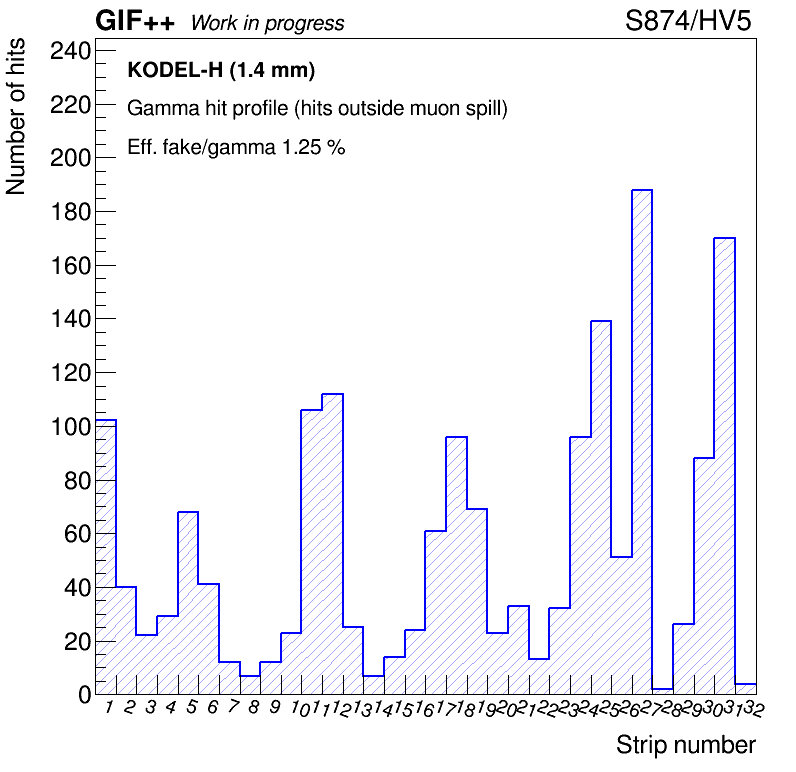 GIF++ Work in progress S874/HV5
Number of hits
KODEL-H (1.4 mm)
Gamma hit profile (hits outside muon spill)
Eff. fake/gamma 1.25 %
240
220
200
180
160
140
120
100
80
60
40
20
0
1 2 3 4 5 6 7 8 9 10 11 12 13 14 15 16 17 18 19 20 21 22 23 24 25 26 27 28 29 30 31 32
Strip number